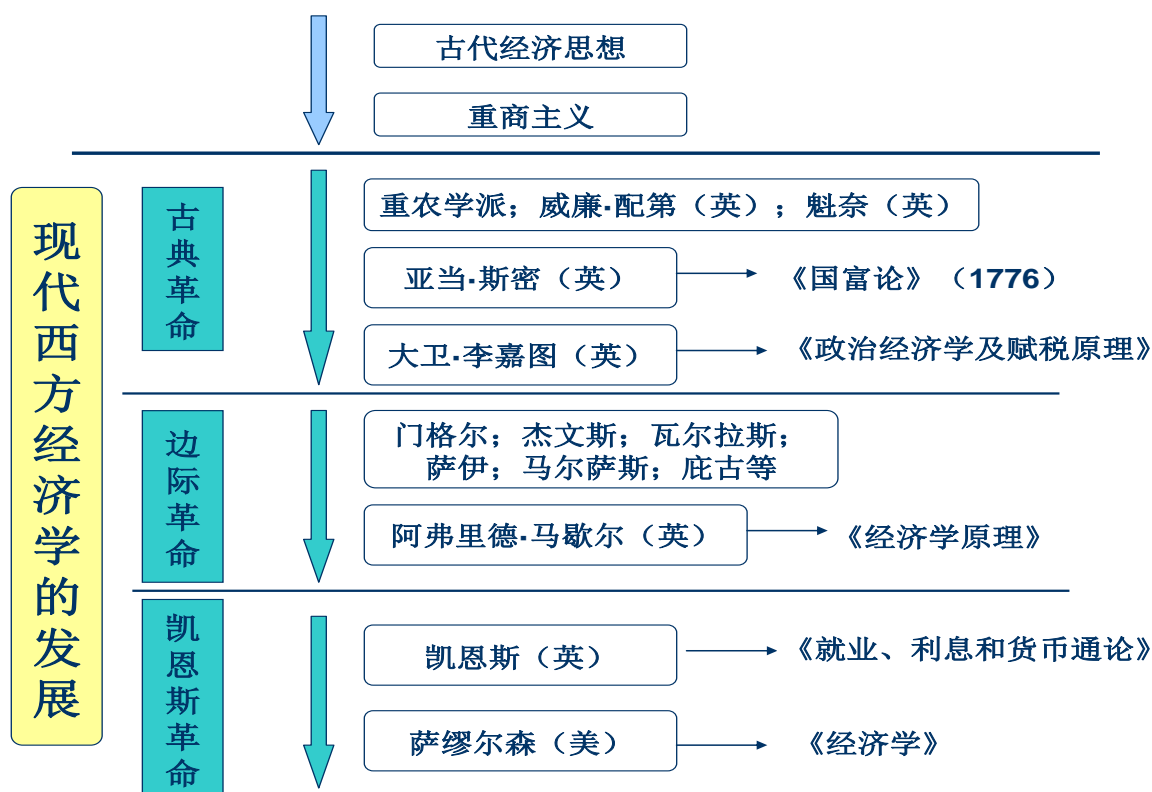 古代经济思想
重商主义
现代西方经济学的发展
古典革命
重农学派；威廉·配第（英）；魁奈（英）
亚当·斯密（英）
《国富论》（1776）
大卫·李嘉图（英）
《政治经济学及赋税原理》
边际革命
门格尔；杰文斯；瓦尔拉斯；
萨伊；马尔萨斯；庇古等
阿弗里德·马歇尔（英）
《经济学原理》
凯恩斯革命
凯恩斯（英）
《就业、利息和货币通论》
萨缪尔森（美）
《经济学》